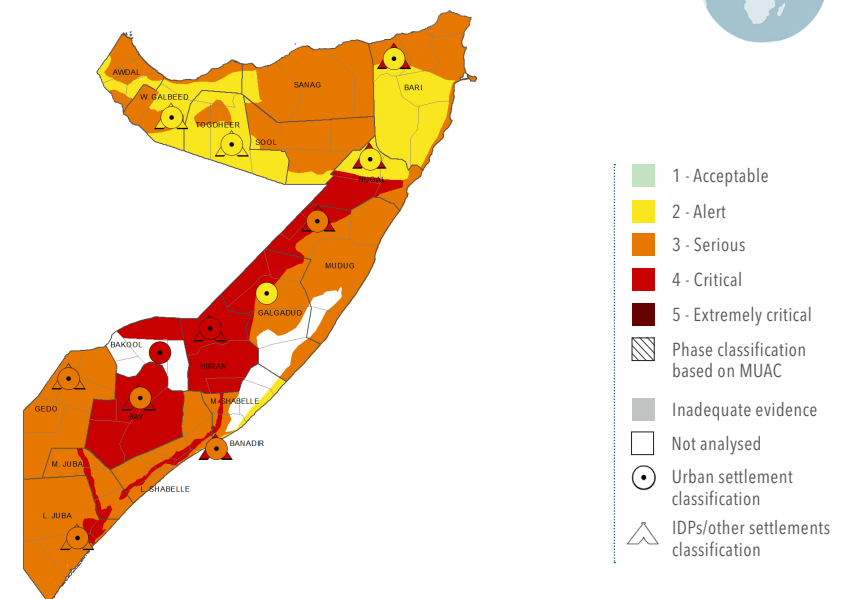 AWDAL
SANAG
BARI
W. GALBEED
TOGDHEER
SOOL
NUGAL
MUDUG
GALGADUD
BAKOOL
HIIRAN
M. SHABELLE
GEDO
BAY
BANADIR
M. JUBA
L. SHABELLE
L. JUBA
1 - Acceptable
2 - Alert
3 - Serious
4 - Critical
5 - Extremely critical
Phase classification
based on MUAC
Inadequate evidence
Not analysed
Urban settlement
classification
IDPs/other settlements
classification